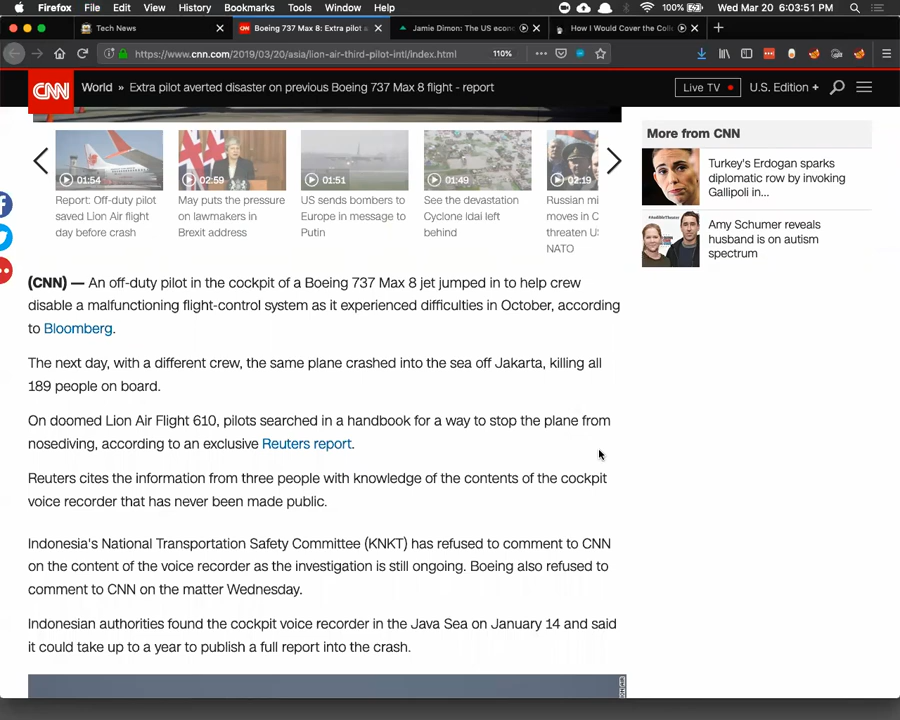 Firefox File Edit View History Bookmarks Tools Window Help 100% Wed Mar 20 6:03:51 PM
Tech News
Boeing 737 Max 8: Extra pilot a
Jamie Dimon: The US econ
How I Would Cover the Coll
https://www.cnn.com/2019/03/20/asia/lion-air-third-pilot-intl/index.html 110%
CNN World » Extra pilot averted disaster on previous Boeing 737 Max 8 flight - report Live TV U.S. Edition +
01:54
02:59
01:51
01:49
02:19
Report: Off-duty pilot
saved Lion Air flight
day before crash
May puts the pressure
on lawmakers in
Brexit address
US sends bombers to
Europe in message to
Putin
See the devastation
Cyclone Idai left
behind
Russian mi
moves in C
threaten U
NATO
(CNN) — An off-duty pilot in the cockpit of a Boeing 737 Max 8 jet jumped in to help crew
disable a malfunctioning flight-control system as it experienced difficulties in October, according
to Bloomberg.
The next day, with a different crew, the same plane crashed into the sea off Jakarta, killing all
189 people on board.
On doomed Lion Air Flight 610, pilots searched in a handbook for a way to stop the plane from
nosediving, according to an exclusive Reuters report.
Reuters cites the information from three people with knowledge of the contents of the cockpit
voice recorder that has never been made public.
Indonesia's National Transportation Safety Committee (KNKT) has refused to comment to CNN
on the content of the voice recorder as the investigation is still ongoing. Boeing also refused to
comment to CNN on the matter Wednesday.
Indonesian authorities found the cockpit voice recorder in the Java Sea on January 14 and said
it could take up to a year to publish a full report into the crash.
More from CNN
Turkey's Erdogan sparks
diplomatic row by invoking
Gallipoli in...
Amy Schumer reveals
husband is on autism
spectrum